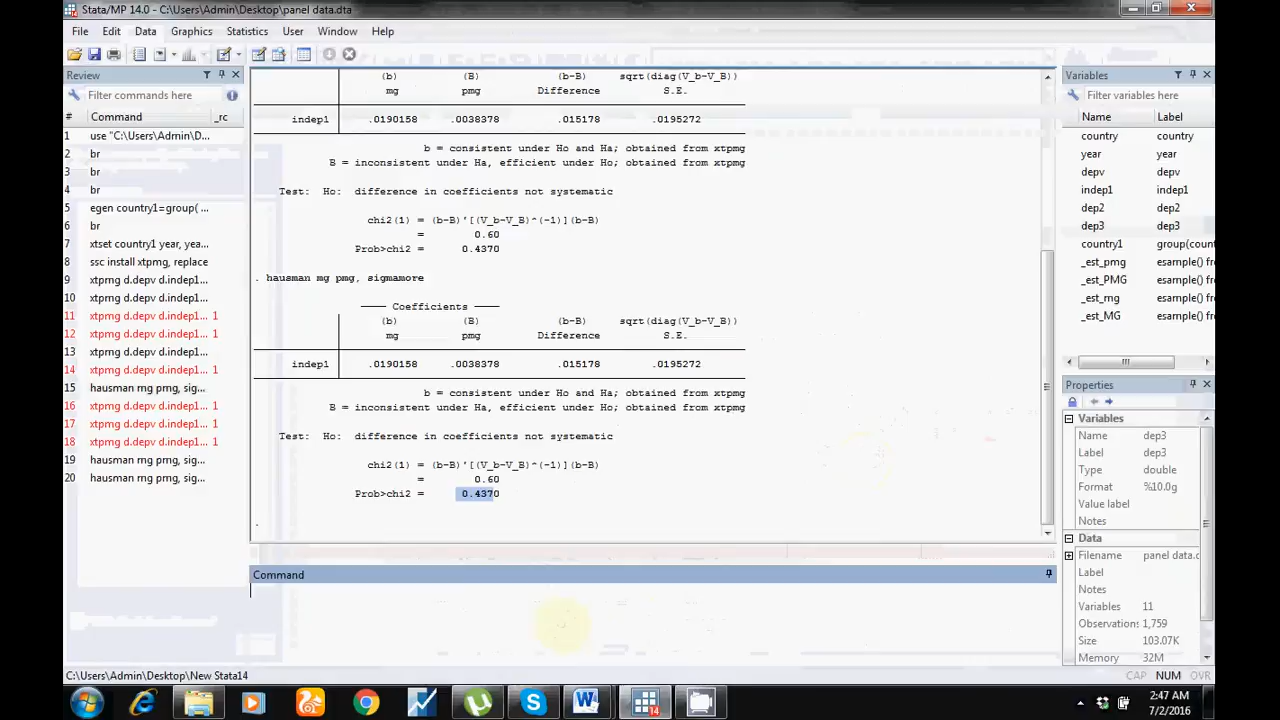 Stata/MP 14.0 - C:\Users\Admin\Desktop\panel data.dta
File Edit Data Graphics Statistics User Window Help
Review
Filter commands here
# Command _rc
1 use "C:\Users\Admin\D...
2 br
3 br
4 br
5 egen country1=group( ...
6 br
7 xtset country1 year, yea...
8 ssc install xtpmg, replace
9 xtpmg d.depv d.indep1...
10 xtpmg d.depv d.indep1...
11 xtpmg d.depv d.indep1... 1
12 xtpmg d.depv d.indep1... 1
13 xtpmg d.depv d.indep1...
14 xtpmg d.depv d.indep1... 1
15 hausman mg pmg, sig...
16 xtpmg d.depv d.indep1... 1
17 xtpmg d.depv d.indep1... 1
18 xtpmg d.depv d.indep1... 1
19 hausman mg pmg, sig...
20 hausman mg pmg, sig...
(b) (B) (b-B) sqrt(diag(V_b-V_B))
mg pmg Difference S.E.
indep1 .0190158 .0038378 .015178 .0195272
b = consistent under Ho and Ha; obtained from xtpmg
B = inconsistent under Ha, efficient under Ho; obtained from xtpmg
Test: Ho: difference in coefficients not systematic
chi2(1) = (b-B)'[(V_b-V_B)^(-1)](b-B)
= 0.60
Prob>chi2 = 0.4370
. hausman mg pmg, sigmamore
Coefficients
(b) (B) (b-B) sqrt(diag(V_b-V_B))
mg pmg Difference S.E.
indep1 .0190158 .0038378 .015178 .0195272
b = consistent under Ho and Ha; obtained from xtpmg
B = inconsistent under Ha, efficient under Ho; obtained from xtpmg
Test: Ho: difference in coefficients not systematic
chi2(1) = (b-B)'[(V_b-V_B)^(-1)](b-B)
= 0.60
Prob>chi2 = 0.4370
.
Command
Variables
Filter variables here
Name Label
country country
year year
depv depv
indep1 indep1
dep2 dep2
dep3 dep3
country1 group(coun
_est_pmg esample() fro
_est_PMG esample() fro
_est_mg esample() fro
_est_MG esample() fro
Properties
Variables
Name dep3
Label dep3
Type double
Format %10.0g
Value label
Notes
Data
Filename panel data.d
Label
Notes
Variables 11
Observations 1,759
Size 103.07K
Memory 32M
C:\Users\Admin\Desktop\New Stata14
CAP NUM OVR
14
2:47 AM
7/2/2016